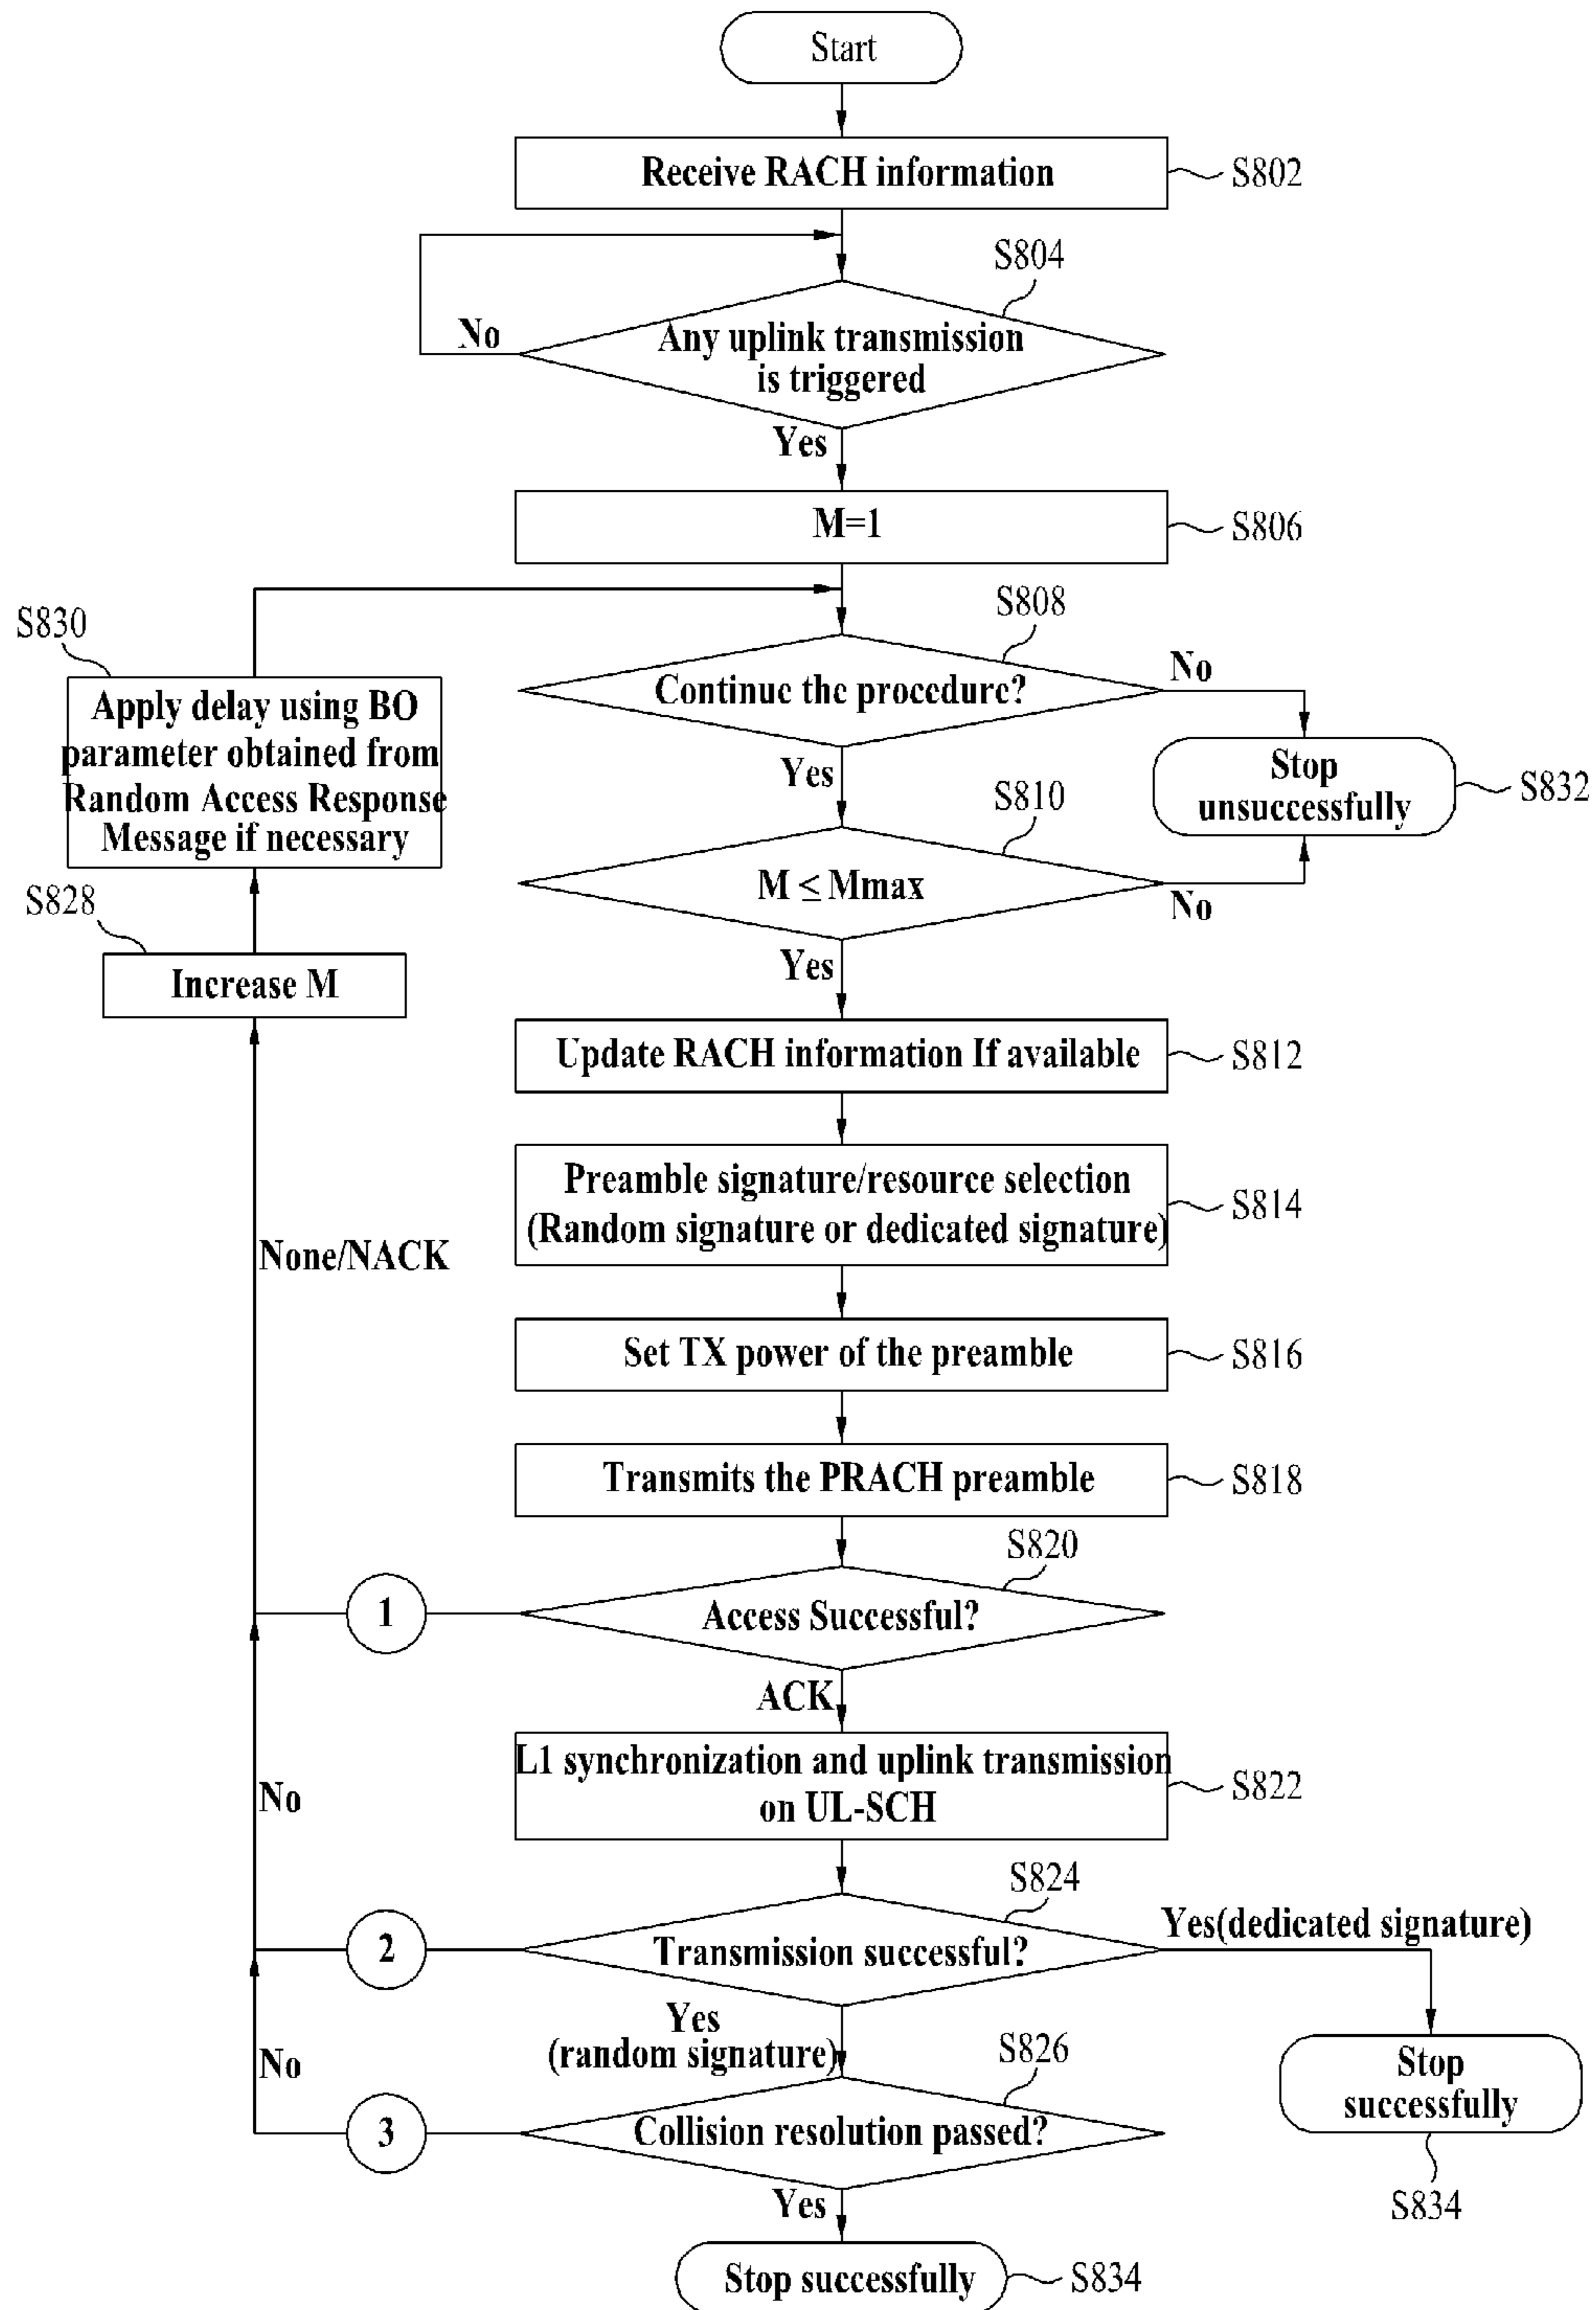 Start
Receive RACH information
S802
S804
No
Any uplink transmission
is triggered
Yes
M=1
S806
S830
S808
Apply delay using BO
parameter obtained from
Random Access Response
Message if necessary
Continue the procedure?
No
Yes
Stop
unsuccessfully
S832
S810
M ≤ Mmax
No
S828
Increase M
Yes
Update RACH information If available
S812
Preamble signature/resource selection
(Random signature or dedicated signature)
S814
None/NACK
Set TX power of the preamble
S816
Transmits the PRACH preamble
S818
S820
1
Access Successful?
ACK
L1 synchronization and uplink transmission
on UL-SCH
S822
No
S824
2
Transmission successful?
Yes(dedicated signature)
Yes
(random signature)
S826
No
Stop
successfully
S834
3
Collision resolution passed?
Yes
Stop successfully
S834